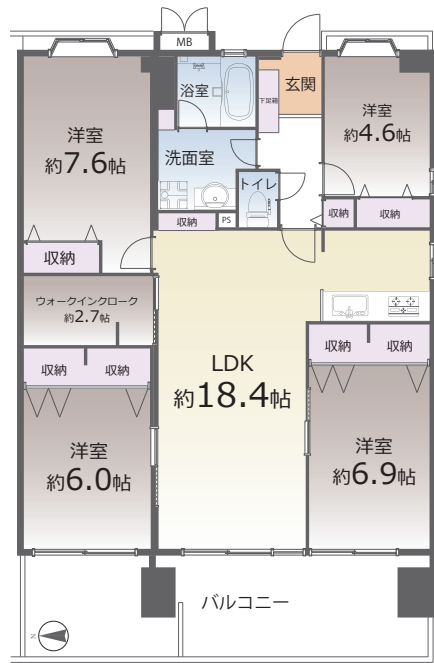 MB
浴室
下足箱
玄関
洋室
約7.6帖
洋室
約4.6帖
洗面室
トイレ
収納
PS
収納
収納
収納
ウォークインクローク
約2.7帖
収納
収納
LDK
約18.4帖
収納
収納
洋室
約6.0帖
洋室
約6.9帖
バルコニー
N